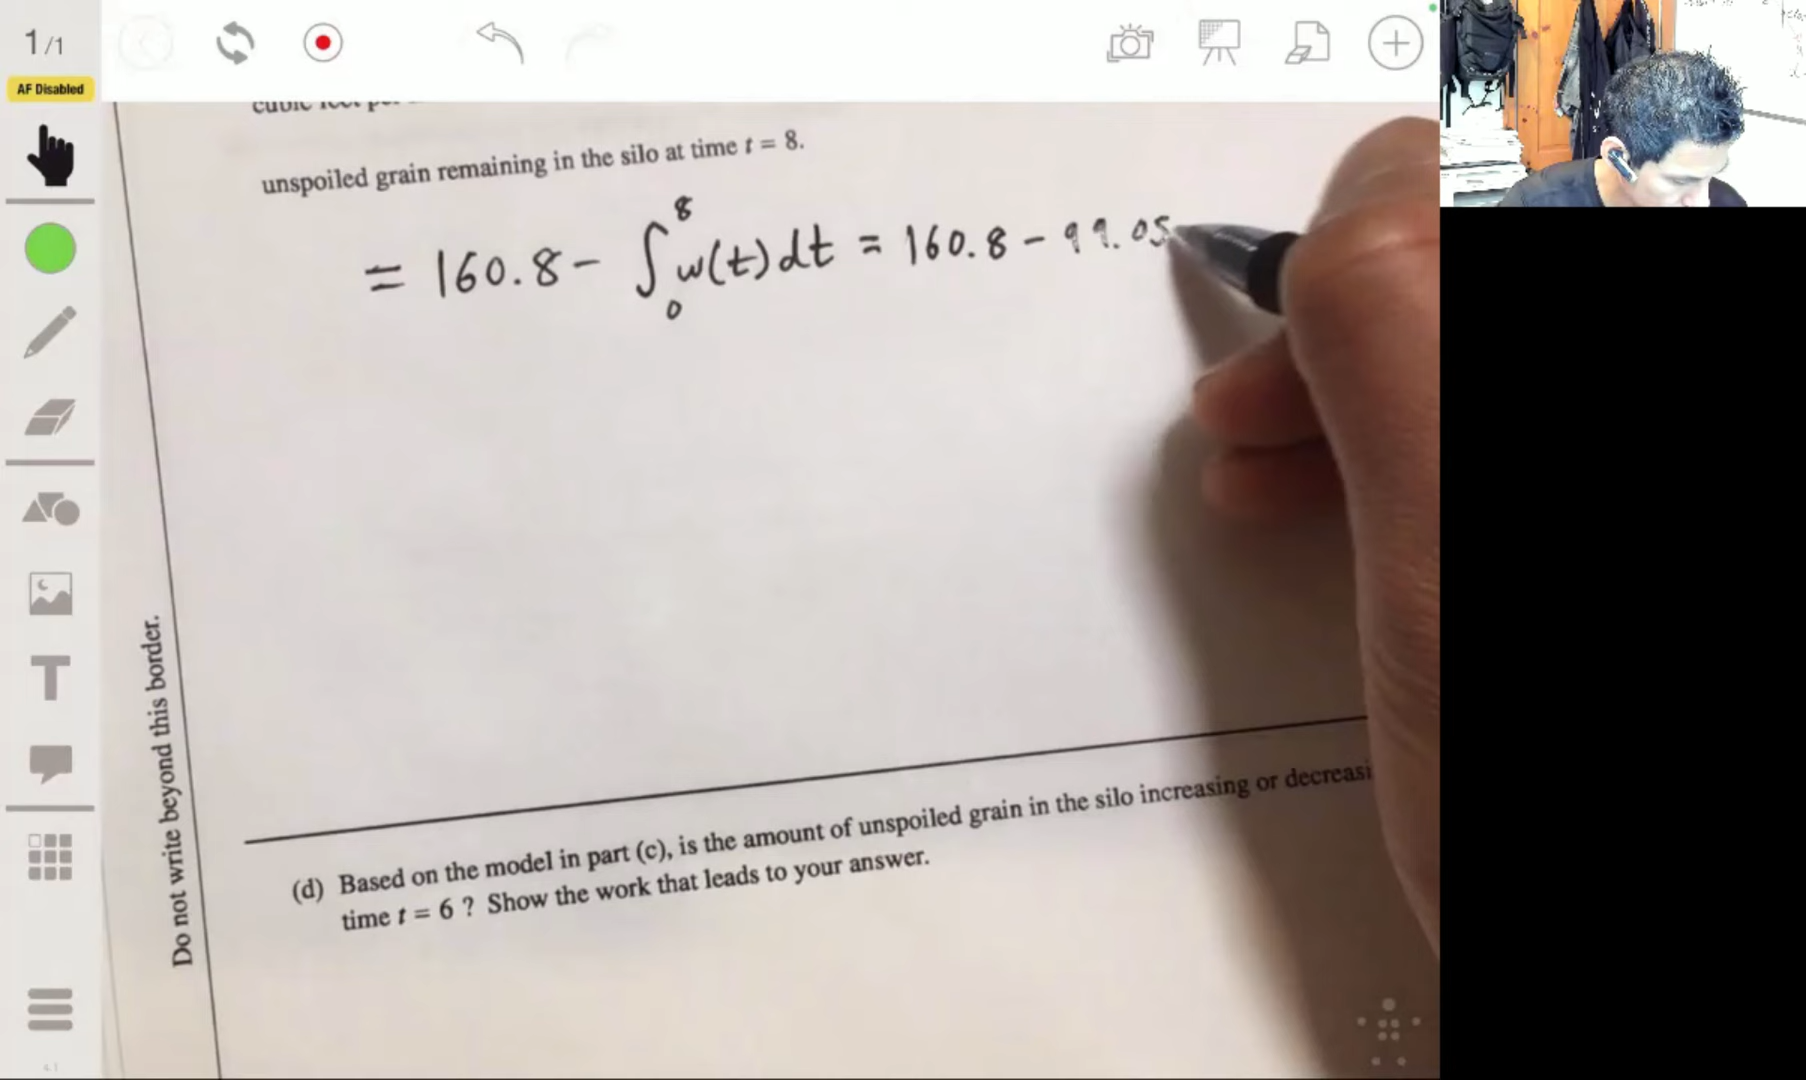 1/1
AF Disabled
unspoiled grain remaining in the silo at time t = 8.
= 160.8 - ∫₀⁸ w(t) dt = 160.8 - 99.05
(d) Based on the model in part (c), is the amount of unspoiled grain in the silo increasing or
time t = 6 ? Show the work that leads to your answer.
Do not write beyond this border.
T